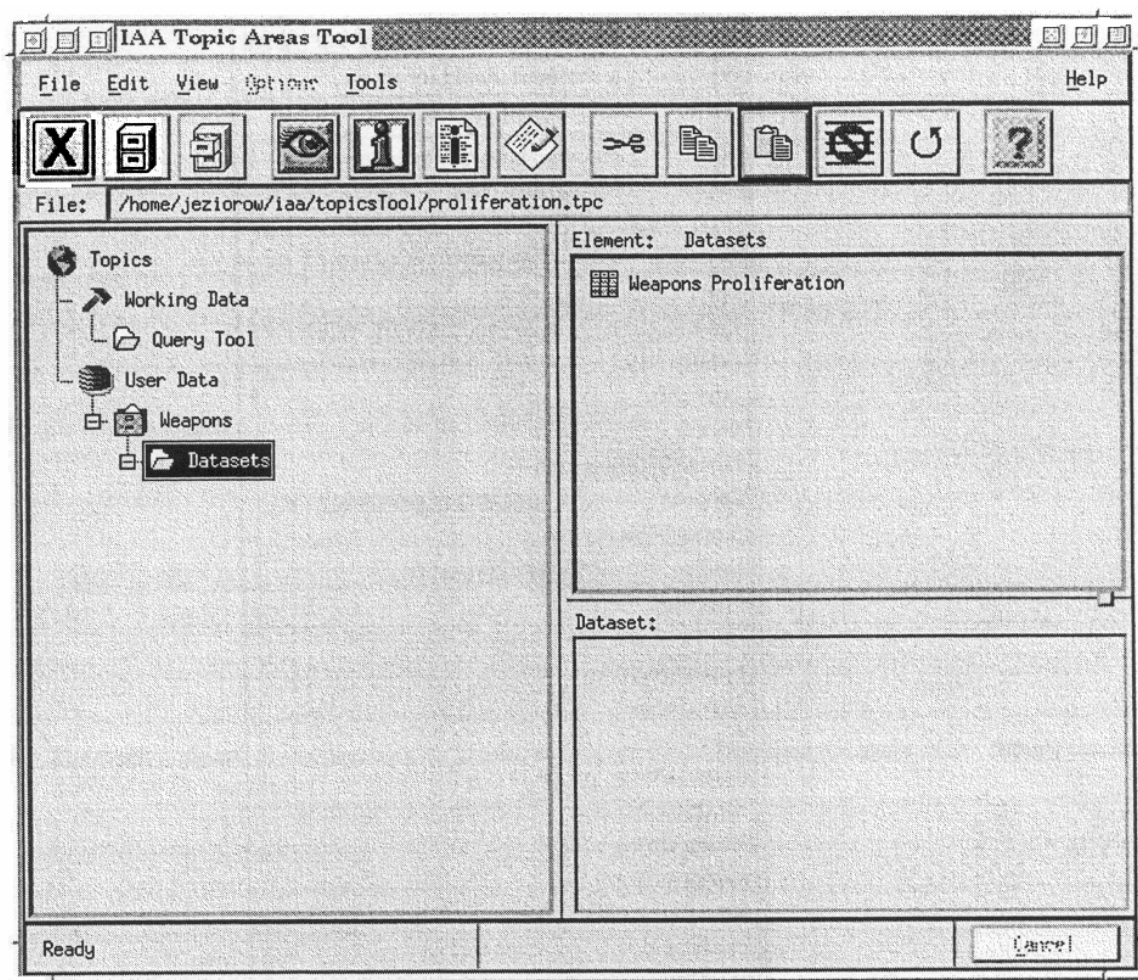 IAA Topic Areas Tool
File Edit View Options Tools Help
X i ?
File: /home/jeziorow/iaa/topicsTool/proliferation.tpc
Topics
Working Data
Query Tool
User Data
Weapons
Datasets
Element: Datasets
Weapons Proliferation
Dataset:
Ready
Cancel